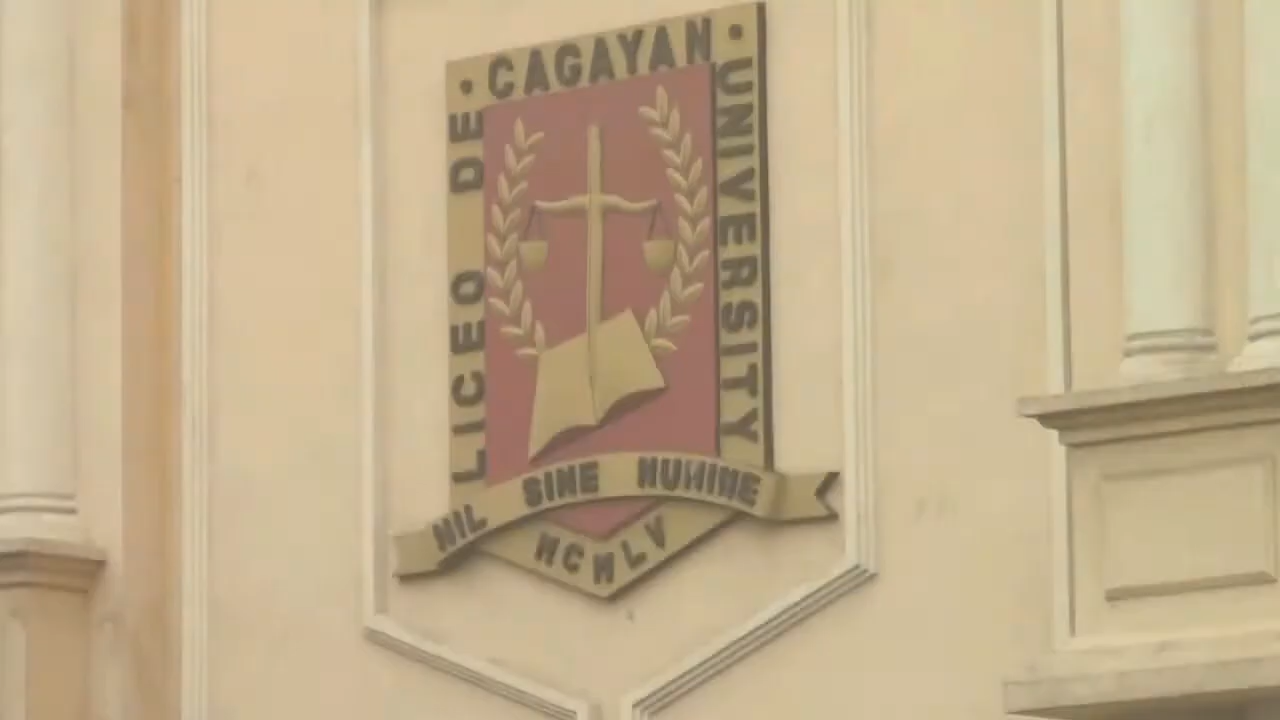 LICEO DE • CAGAYAN • UNIVERSITY
NIL SINE NUMINE
MCMLV